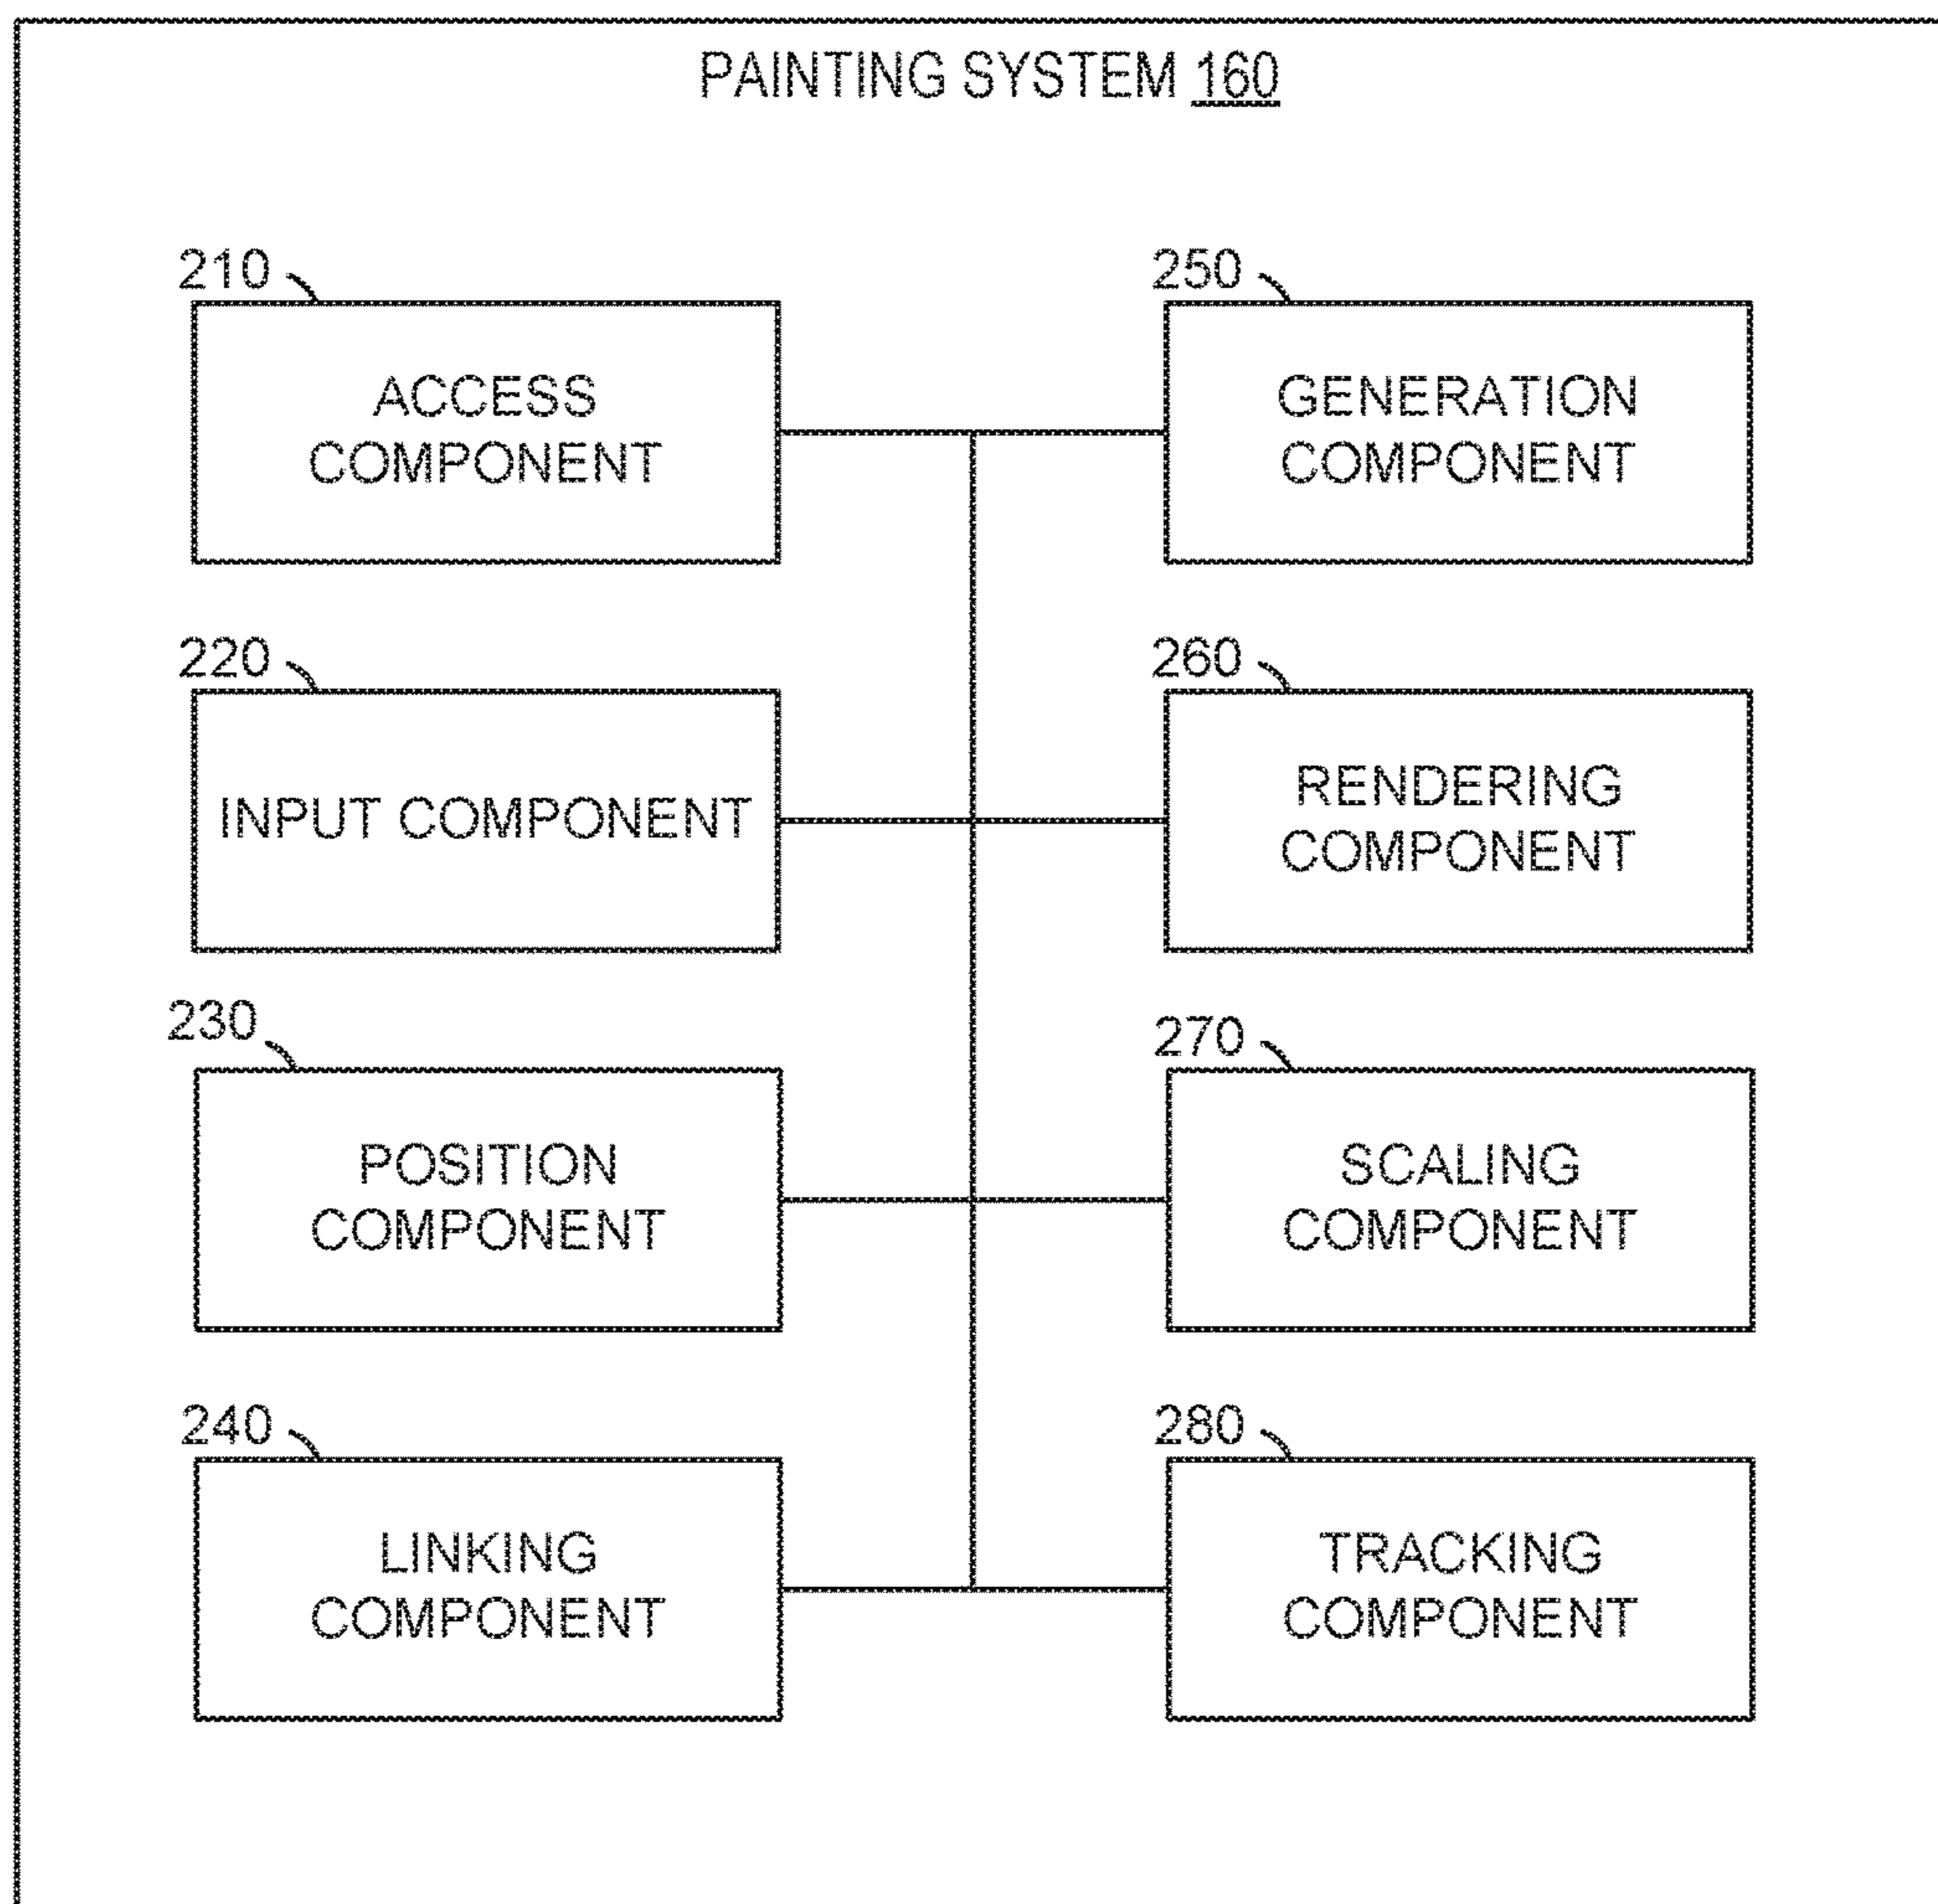 PAINTING SYSTEM 160
210
ACCESS
COMPONENT
250
GENERATION
COMPONENT
220
INPUT COMPONENT
260
RENDERING
COMPONENT
230
POSITION
COMPONENT
270
SCALING
COMPONENT
240
LINKING
COMPONENT
280
TRACKING
COMPONENT